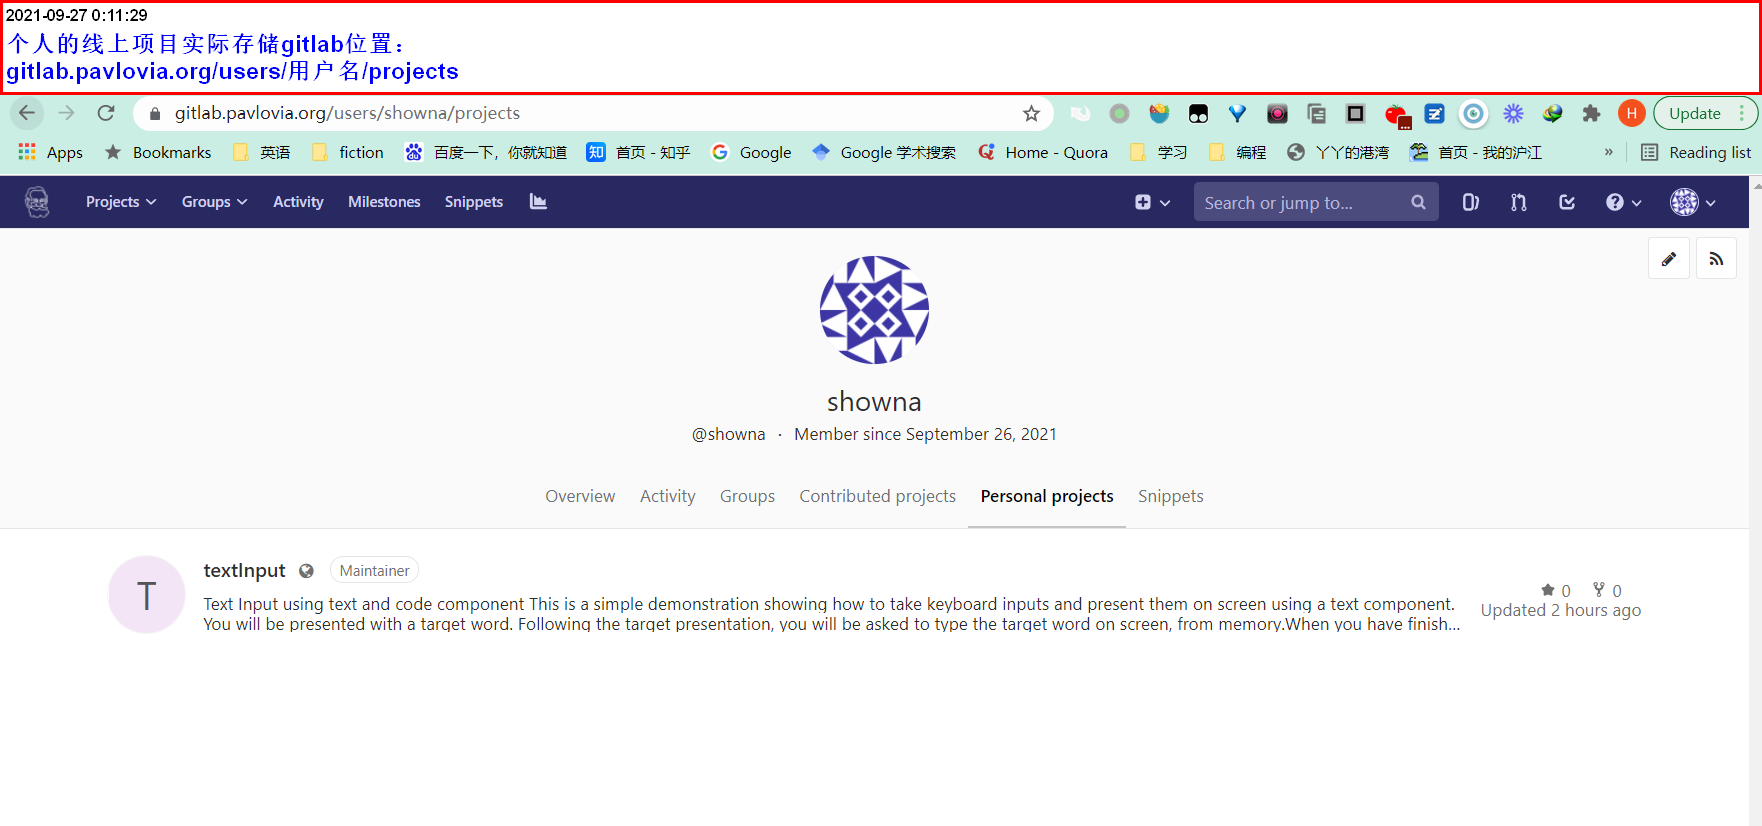 2021-09-27 0:11:29
个人的线上项目实际存储gitlab位置：
gitlab.pavlovia.org/users/用户名/projects
gitlab.pavlovia.org/users/showna/projects
H
Update
Apps
Bookmarks
英语
fiction
百度一下，你就知道
知
首页 - 知乎
Google
Google 学术搜索
Home - Quora
学习
编程
丫丫的港湾
首页 - 我的沪江
»
Reading list
Projects
Groups
Activity
Milestones
Snippets
Search or jump to...
showna
@showna · Member since September 26, 2021
Overview
Activity
Groups
Contributed projects
Personal projects
Snippets
T
textInput
Maintainer
Text Input using text and code component This is a simple demonstration showing how to take keyboard inputs and present them on screen using a text component.
You will be presented with a target word. Following the target presentation, you will be asked to type the target word on screen, from memory.When you have finish...
0
0
Updated 2 hours ago